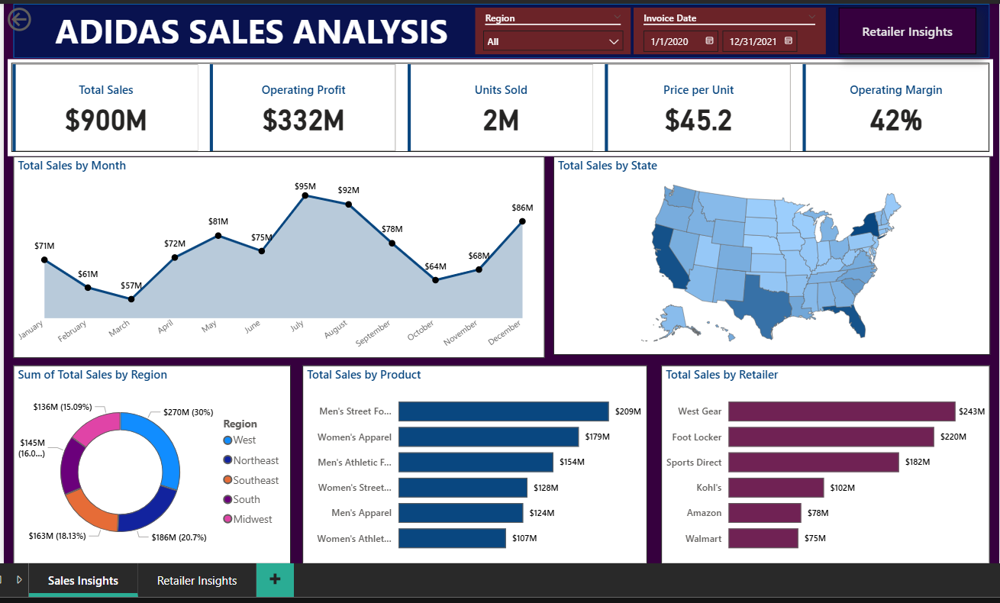 ADIDAS SALES ANALYSIS
Region
All
Invoice Date
1/1/2020
12/31/2021
Retailer Insights
Total Sales
$900M
Operating Profit
$332M
Units Sold
2M
Price per Unit
$45.2
Operating Margin
42%
Total Sales by Month
$71M
$61M
$57M
$72M
$81M
$75M
$95M
$92M
$78M
$64M
$68M
$86M
January
February
March
April
May
June
July
August
September
October
November
December
Total Sales by State
Sum of Total Sales by Region
$136M (15.09%)
$270M (30%)
$145M
(16.0...)
$163M (18.13%)
$186M (20.7%)
Region
West
Northeast
Southeast
South
Midwest
Total Sales by Product
Men's Street Fo...
$209M
Women's Apparel
$179M
Men's Athletic F...
$154M
Women's Street...
$128M
Men's Apparel
$124M
Women's Athlet...
$107M
Total Sales by Retailer
West Gear
$243M
Foot Locker
$220M
Sports Direct
$182M
Kohl's
$102M
Amazon
$78M
Walmart
$75M
Sales Insights
Retailer Insights
+